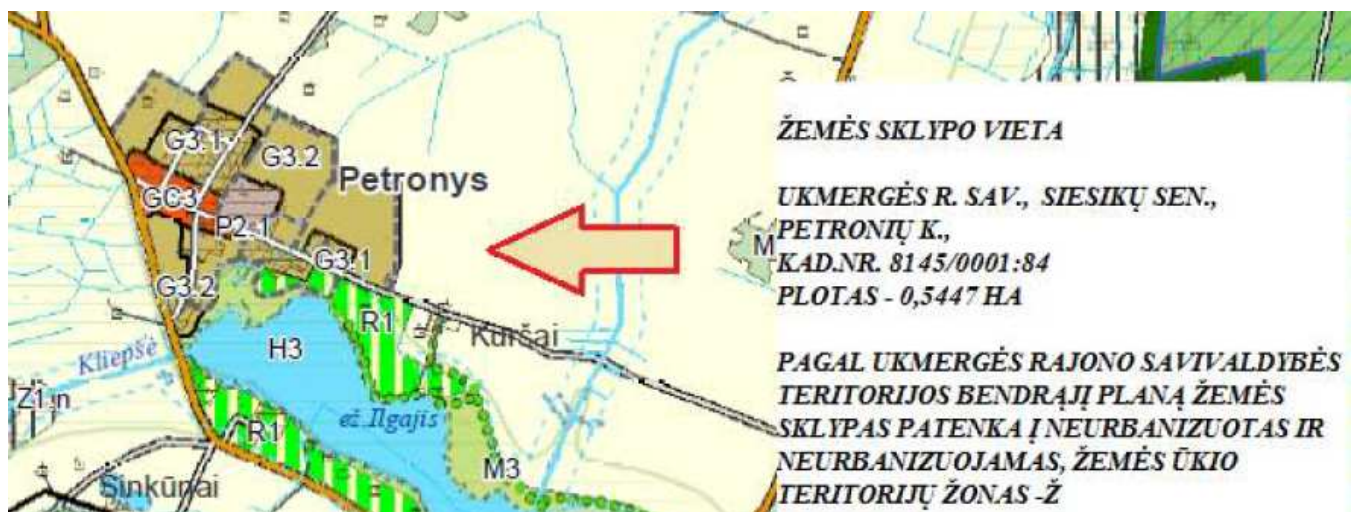 G3.1
G3.2
Petronys
GC3
P2.1
G3.1
G3.2
R1
Kuršai
H3
Kliepšė
Z1.n
ež. Ilgajis
R1
M3
Šinkūnai
M
ŽEMĖS SKLYPO VIETA
UKMERGĖS R. SAV., SIESIKŲ SEN.,
PETRONIŲ K.,
KAD.NR. 8145/0001:84
PLOTAS - 0,5447 HA
PAGAL UKMERGĖS RAJONO SAVIVALDYBĖS
TERITORIJOS BENDRĄJĮ PLANĄ ŽEMĖS
SKLYPAS PATENKA Į NEURBANIZUOTAS IR
NEURBANIZUOJAMAS, ŽEMĖS ŪKIO
TERITORIJŲ ŽONAS -Ž